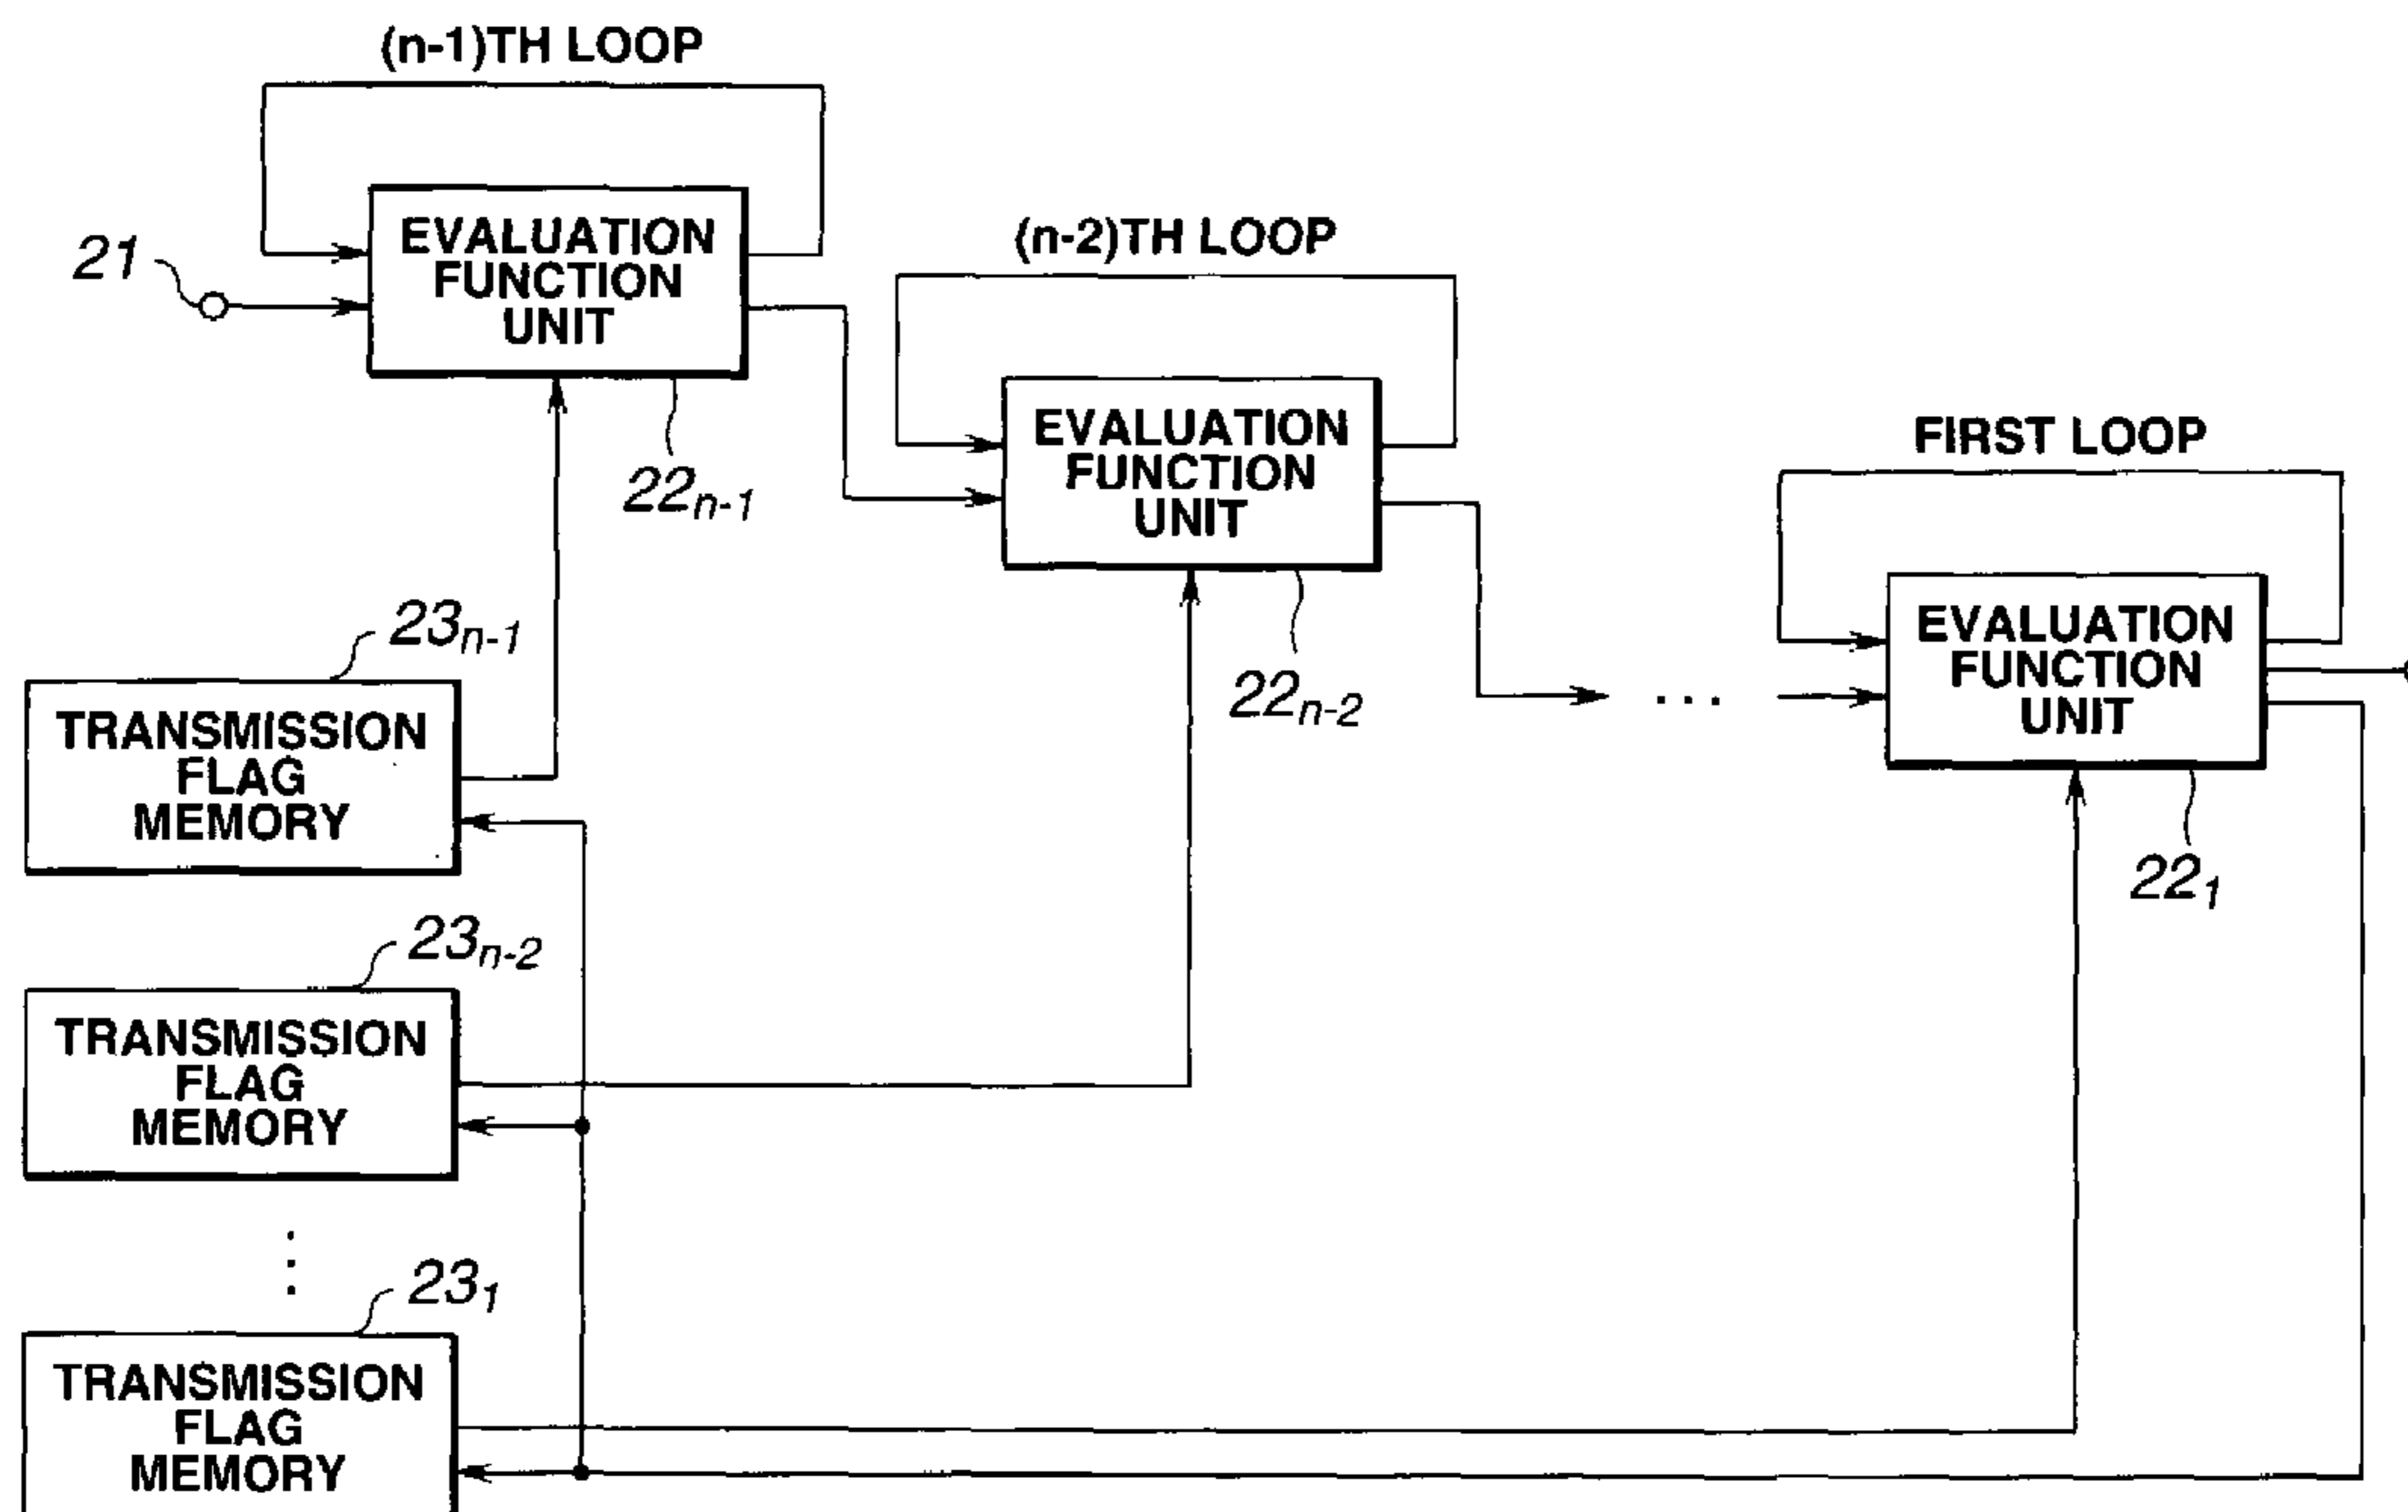 (n-1)TH LOOP
EVALUATION
FUNCTION
UNIT
21
22n-1
(n-2)TH LOOP
EVALUATION
FUNCTION
UNIT
22n-2
...
FIRST LOOP
EVALUATION
FUNCTION
UNIT
221
23n-1
TRANSMISSION
FLAG
MEMORY
23n-2
TRANSMISSION
FLAG
MEMORY
231
TRANSMISSION
FLAG
MEMORY